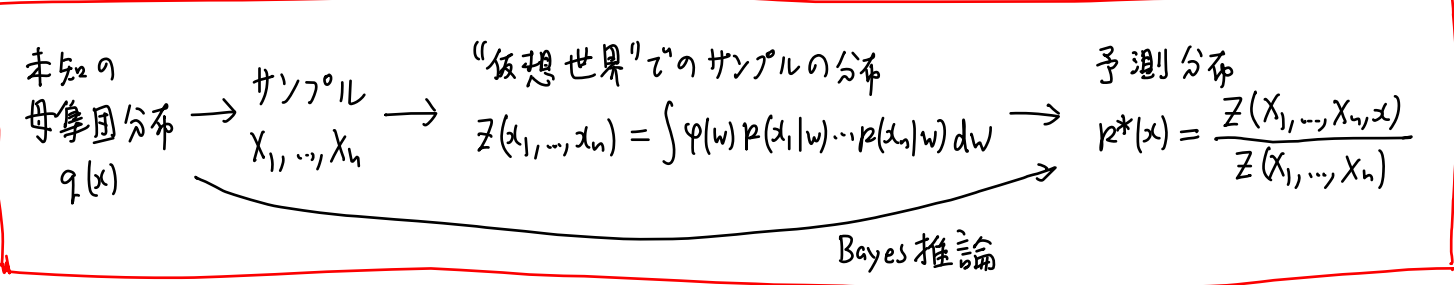 未知の
母集団分布
q(x)
サンプル
X₁, …, Xₙ
“仮想世界”でのサンプルの分布
Z(x₁, …, xₙ) = ∫ φ(w) p(x₁|w) … p(xₙ|w) dw
予測分布
p*(x) = Z(X₁, …, Xₙ, x) / Z(X₁, …, Xₙ)
Bayes推論